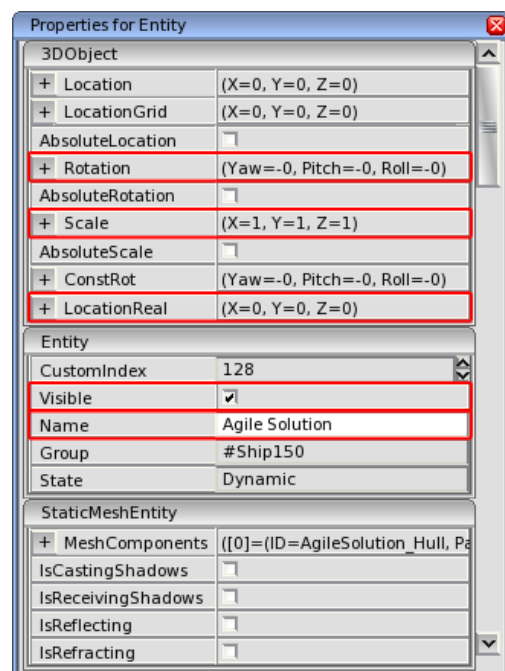 Properties for Entity
3DObject
+ Location (X=0, Y=0, Z=0)
+ LocationGrid (X=0, Y=0, Z=0)
AbsoluteLocation
+ Rotation (Yaw=-0, Pitch=-0, Roll=-0)
AbsoluteRotation
+ Scale (X=1, Y=1, Z=1)
AbsoluteScale
+ ConstRot (Yaw=-0, Pitch=-0, Roll=-0)
+ LocationReal (X=0, Y=0, Z=0)
Entity
CustomIndex 128
Visible
Name Agile Solution
Group #Ship150
State Dynamic
StaticMeshEntity
+ MeshComponents ([0]=(ID=AgileSolution_Hull, Pa
IsCastingShadows
IsReceivingShadows
IsReflecting
IsRefracting